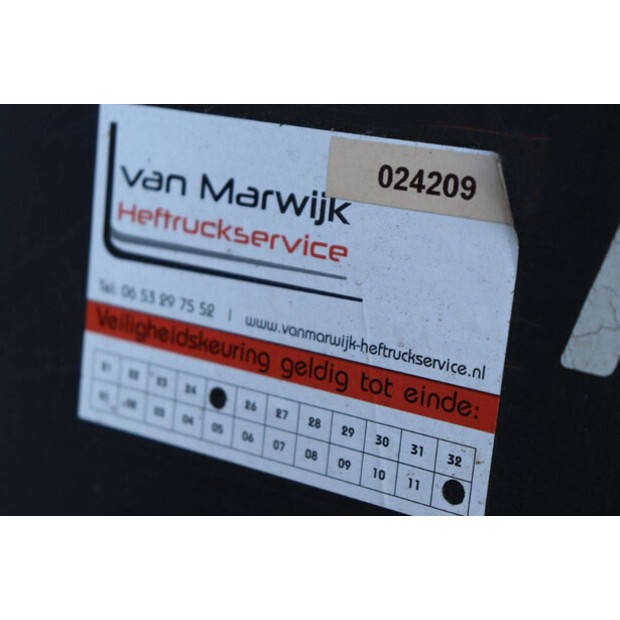 van Marwijk
024209
Heftruckservice
Tel: 06 53 297 5 52 | www.vanmarwijk-heftruckservice.nl
Veiligheidskeuring geldig tot einde:
21 22 23 24 26 27 28 29 30 31 32
01 02 03 04 05 06 07 08 09 10 11